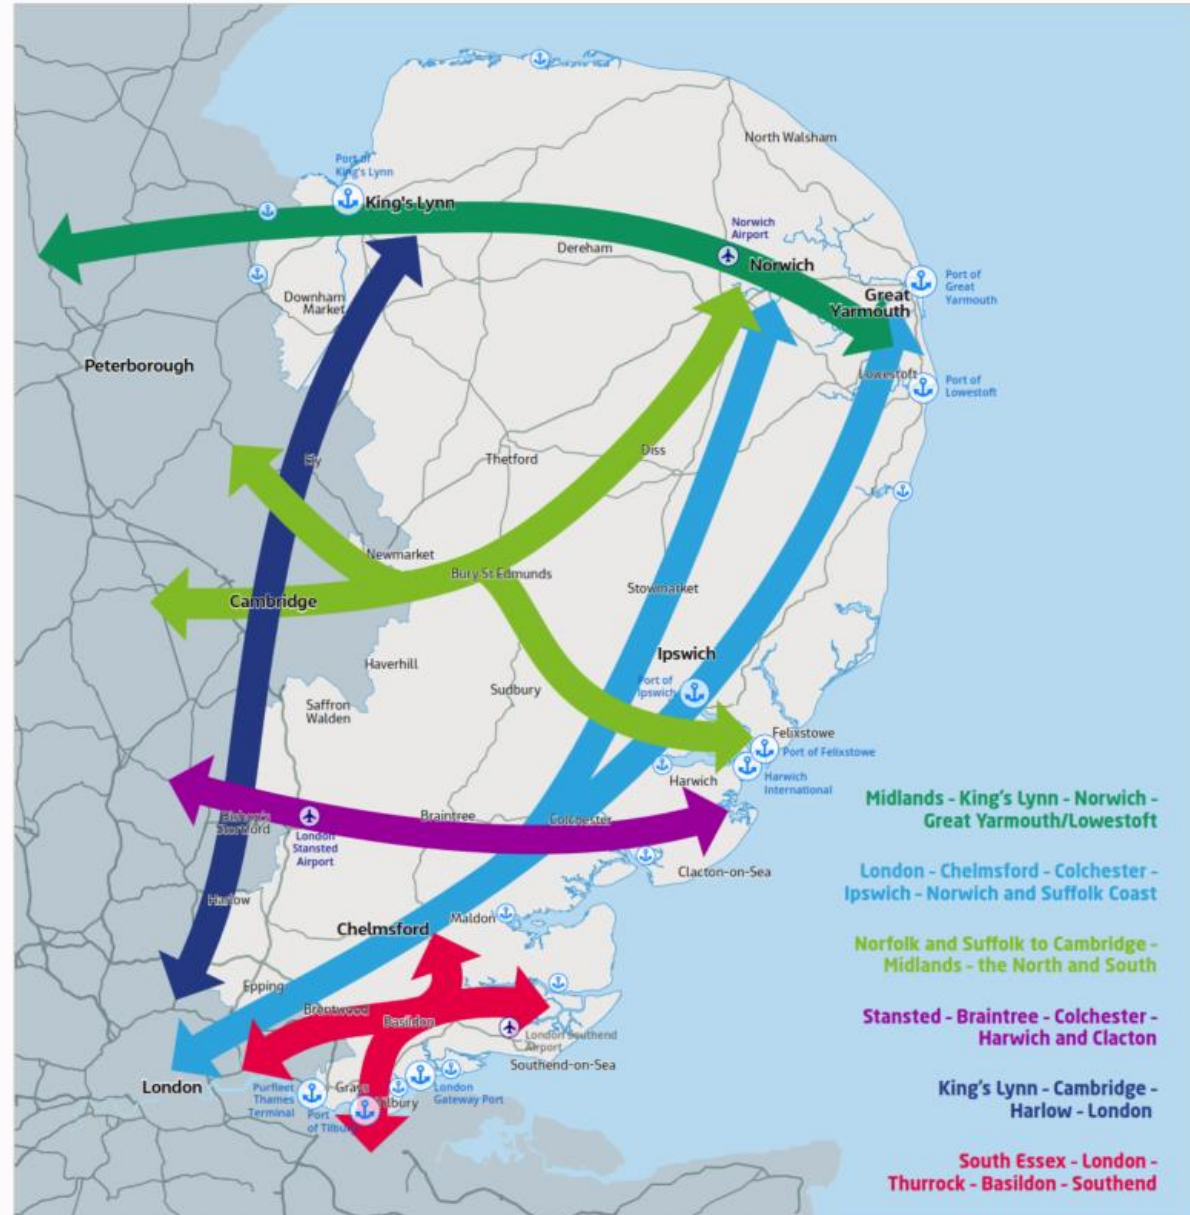 North Walsham
Port of
King's Lynn
King's Lynn
Norwich
Airport
Dereham
Norwich
Port of
Great
Yarmouth
Great
Yarmouth
Downham
Market
Peterborough
Lowestoft
Port of
Lowestoft
Ely
Thetford
Diss
Newmarket
Bury St Edmunds
Stowmarket
Cambridge
Ipswich
Haverhill
Port of
Ipswich
Sudbury
Saffron
Walden
Felixstowe
Port of Felixstowe
Harwich
Harwich
International
Braintree
Colchester
Bishop's
Stortford
London
Stansted
Airport
Clacton-on-Sea
Harlow
Maldon
Chelmsford
Epping
Brentwood
Basildon
London Southend
Airport
Southend-on-Sea
London
Purfleet
Thames
Terminal
Grays
Port
of Tilbury
Tilbury
London
Gateway Port
Midlands - King's Lynn - Norwich -
Great Yarmouth/Lowestoft
London - Chelmsford - Colchester -
Ipswich - Norwich and Suffolk Coast
Norfolk and Suffolk to Cambridge -
Midlands - the North and South
Stansted - Braintree - Colchester -
Harwich and Clacton
King's Lynn - Cambridge -
Harlow - London
South Essex - London -
Thurrock - Basildon - Southend